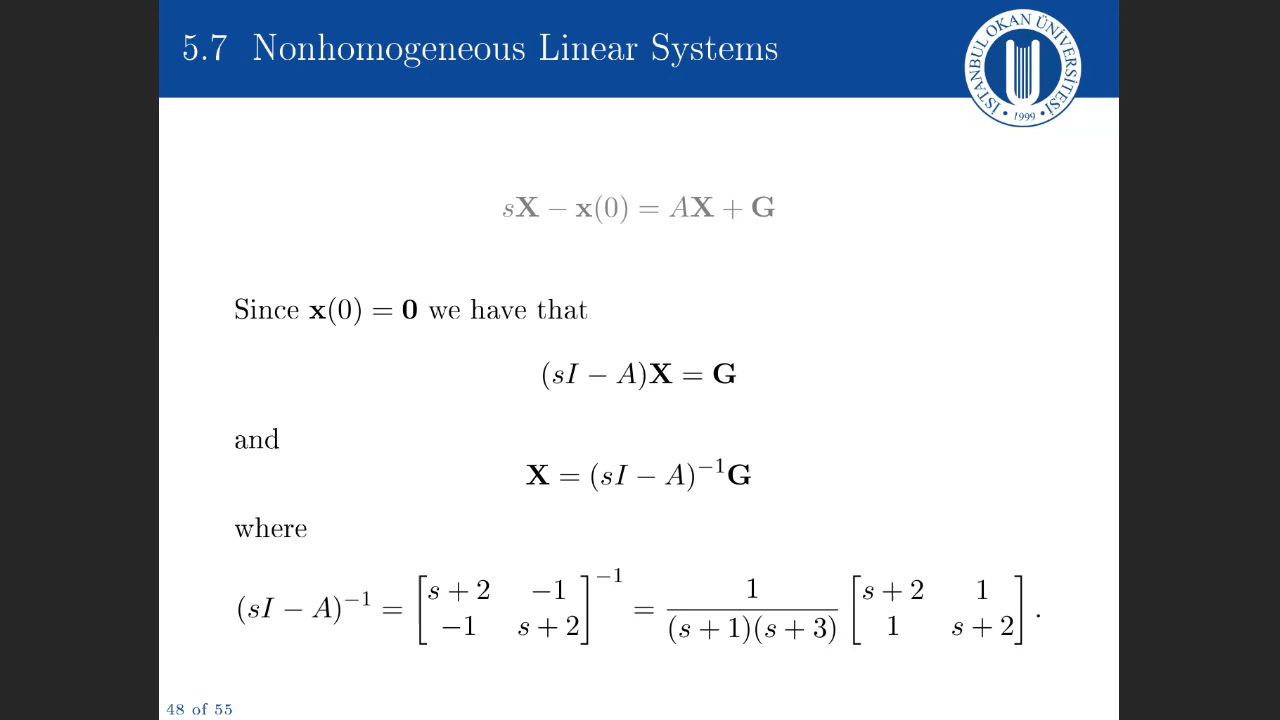 5.7 Nonhomogeneous Linear Systems
İSTANBUL OKAN ÜNİVERSİTESİ
• 1999 •
sX − x(0) = AX + G
Since x(0) = 0 we have that
(sI − A)X = G
and
X = (sI − A)⁻¹G
where
(sI − A)⁻¹ = [s + 2 −1; −1 s + 2]⁻¹ = 1/((s + 1)(s + 3)) [s + 2 1; 1 s + 2].
48 of 55